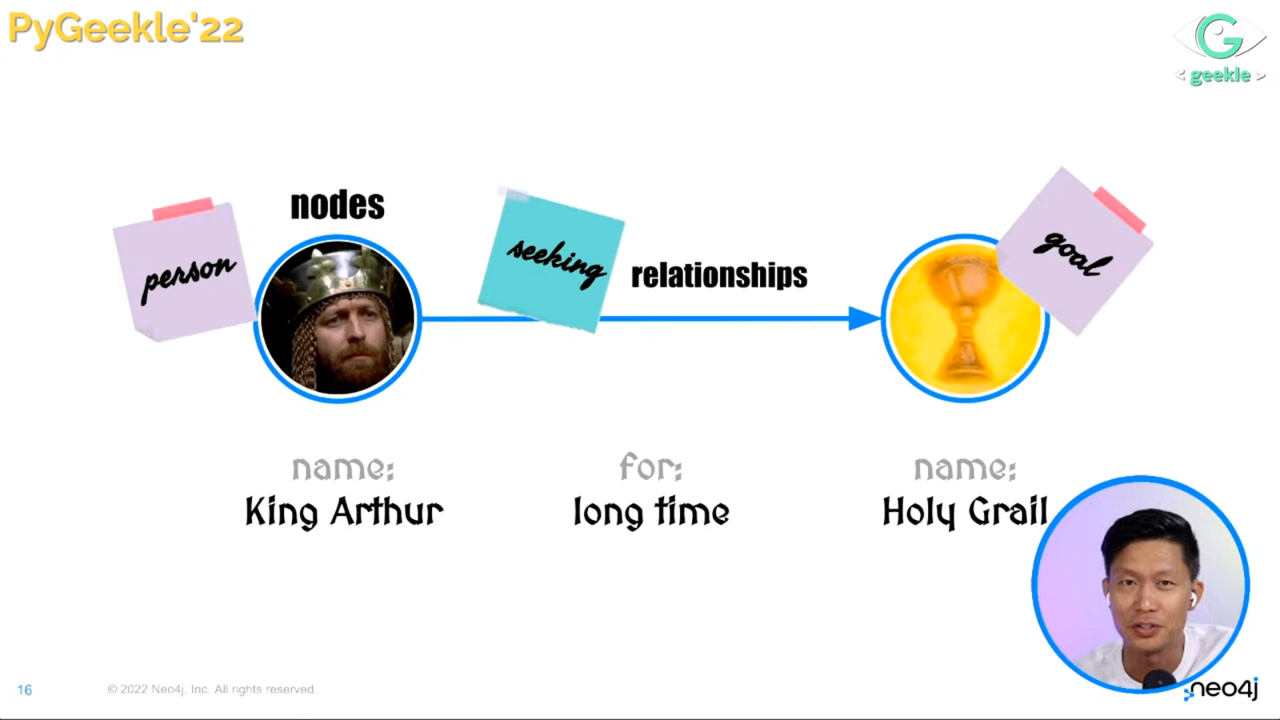 PyGeekle'22
G
< geekle >
nodes
person
seeking
relationships
goal
name:
King Arthur
for:
long time
name:
Holy Grail
16
© 2022 Neo4j, Inc. All rights reserved.
neo4j